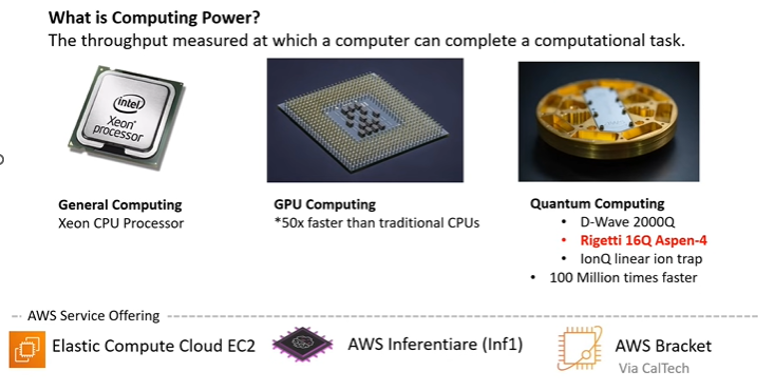 What is Computing Power?
The throughput measured at which a computer can complete a computational task.
intel
Xeon®
processor
General Computing
Xeon CPU Processor
GPU Computing
*50x faster than traditional CPUs
Quantum Computing
• D-Wave 2000Q
• Rigetti 16Q Aspen-4
• IonQ linear ion trap
• 100 Million times faster
AWS Service Offering
Elastic Compute Cloud EC2
AWS Inferentiare (Inf1)
AWS Bracket
Via CalTech